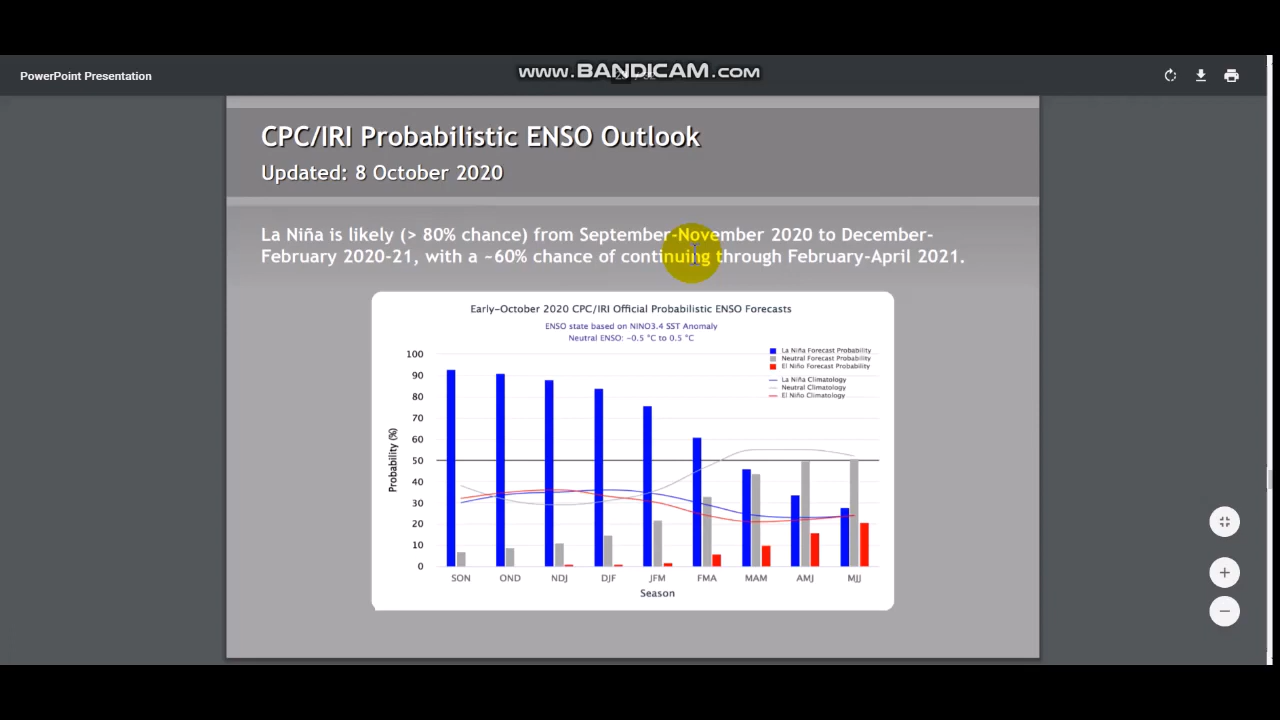 PowerPoint Presentation
www.BANDICAM.com
CPC/IRI Probabilistic ENSO Outlook
Updated: 8 October 2020
La Niña is likely (> 80% chance) from September-November 2020 to December-
February 2020-21, with a ~60% chance of continuing through February-April 2021.
Early-October 2020 CPC/IRI Official Probabilistic ENSO Forecasts
ENSO state based on NINO3.4 SST Anomaly
Neutral ENSO: -0.5 °C to 0.5 °C
La Niña Forecast Probability
Neutral Forecast Probability
El Niño Forecast Probability
La Niña Climatology
Neutral Climatology
El Niño Climatology
Probability (%)
100
90
80
70
60
50
40
30
20
10
0
SON OND NDJ DJF JFM FMA MAM AMJ MJJ
Season